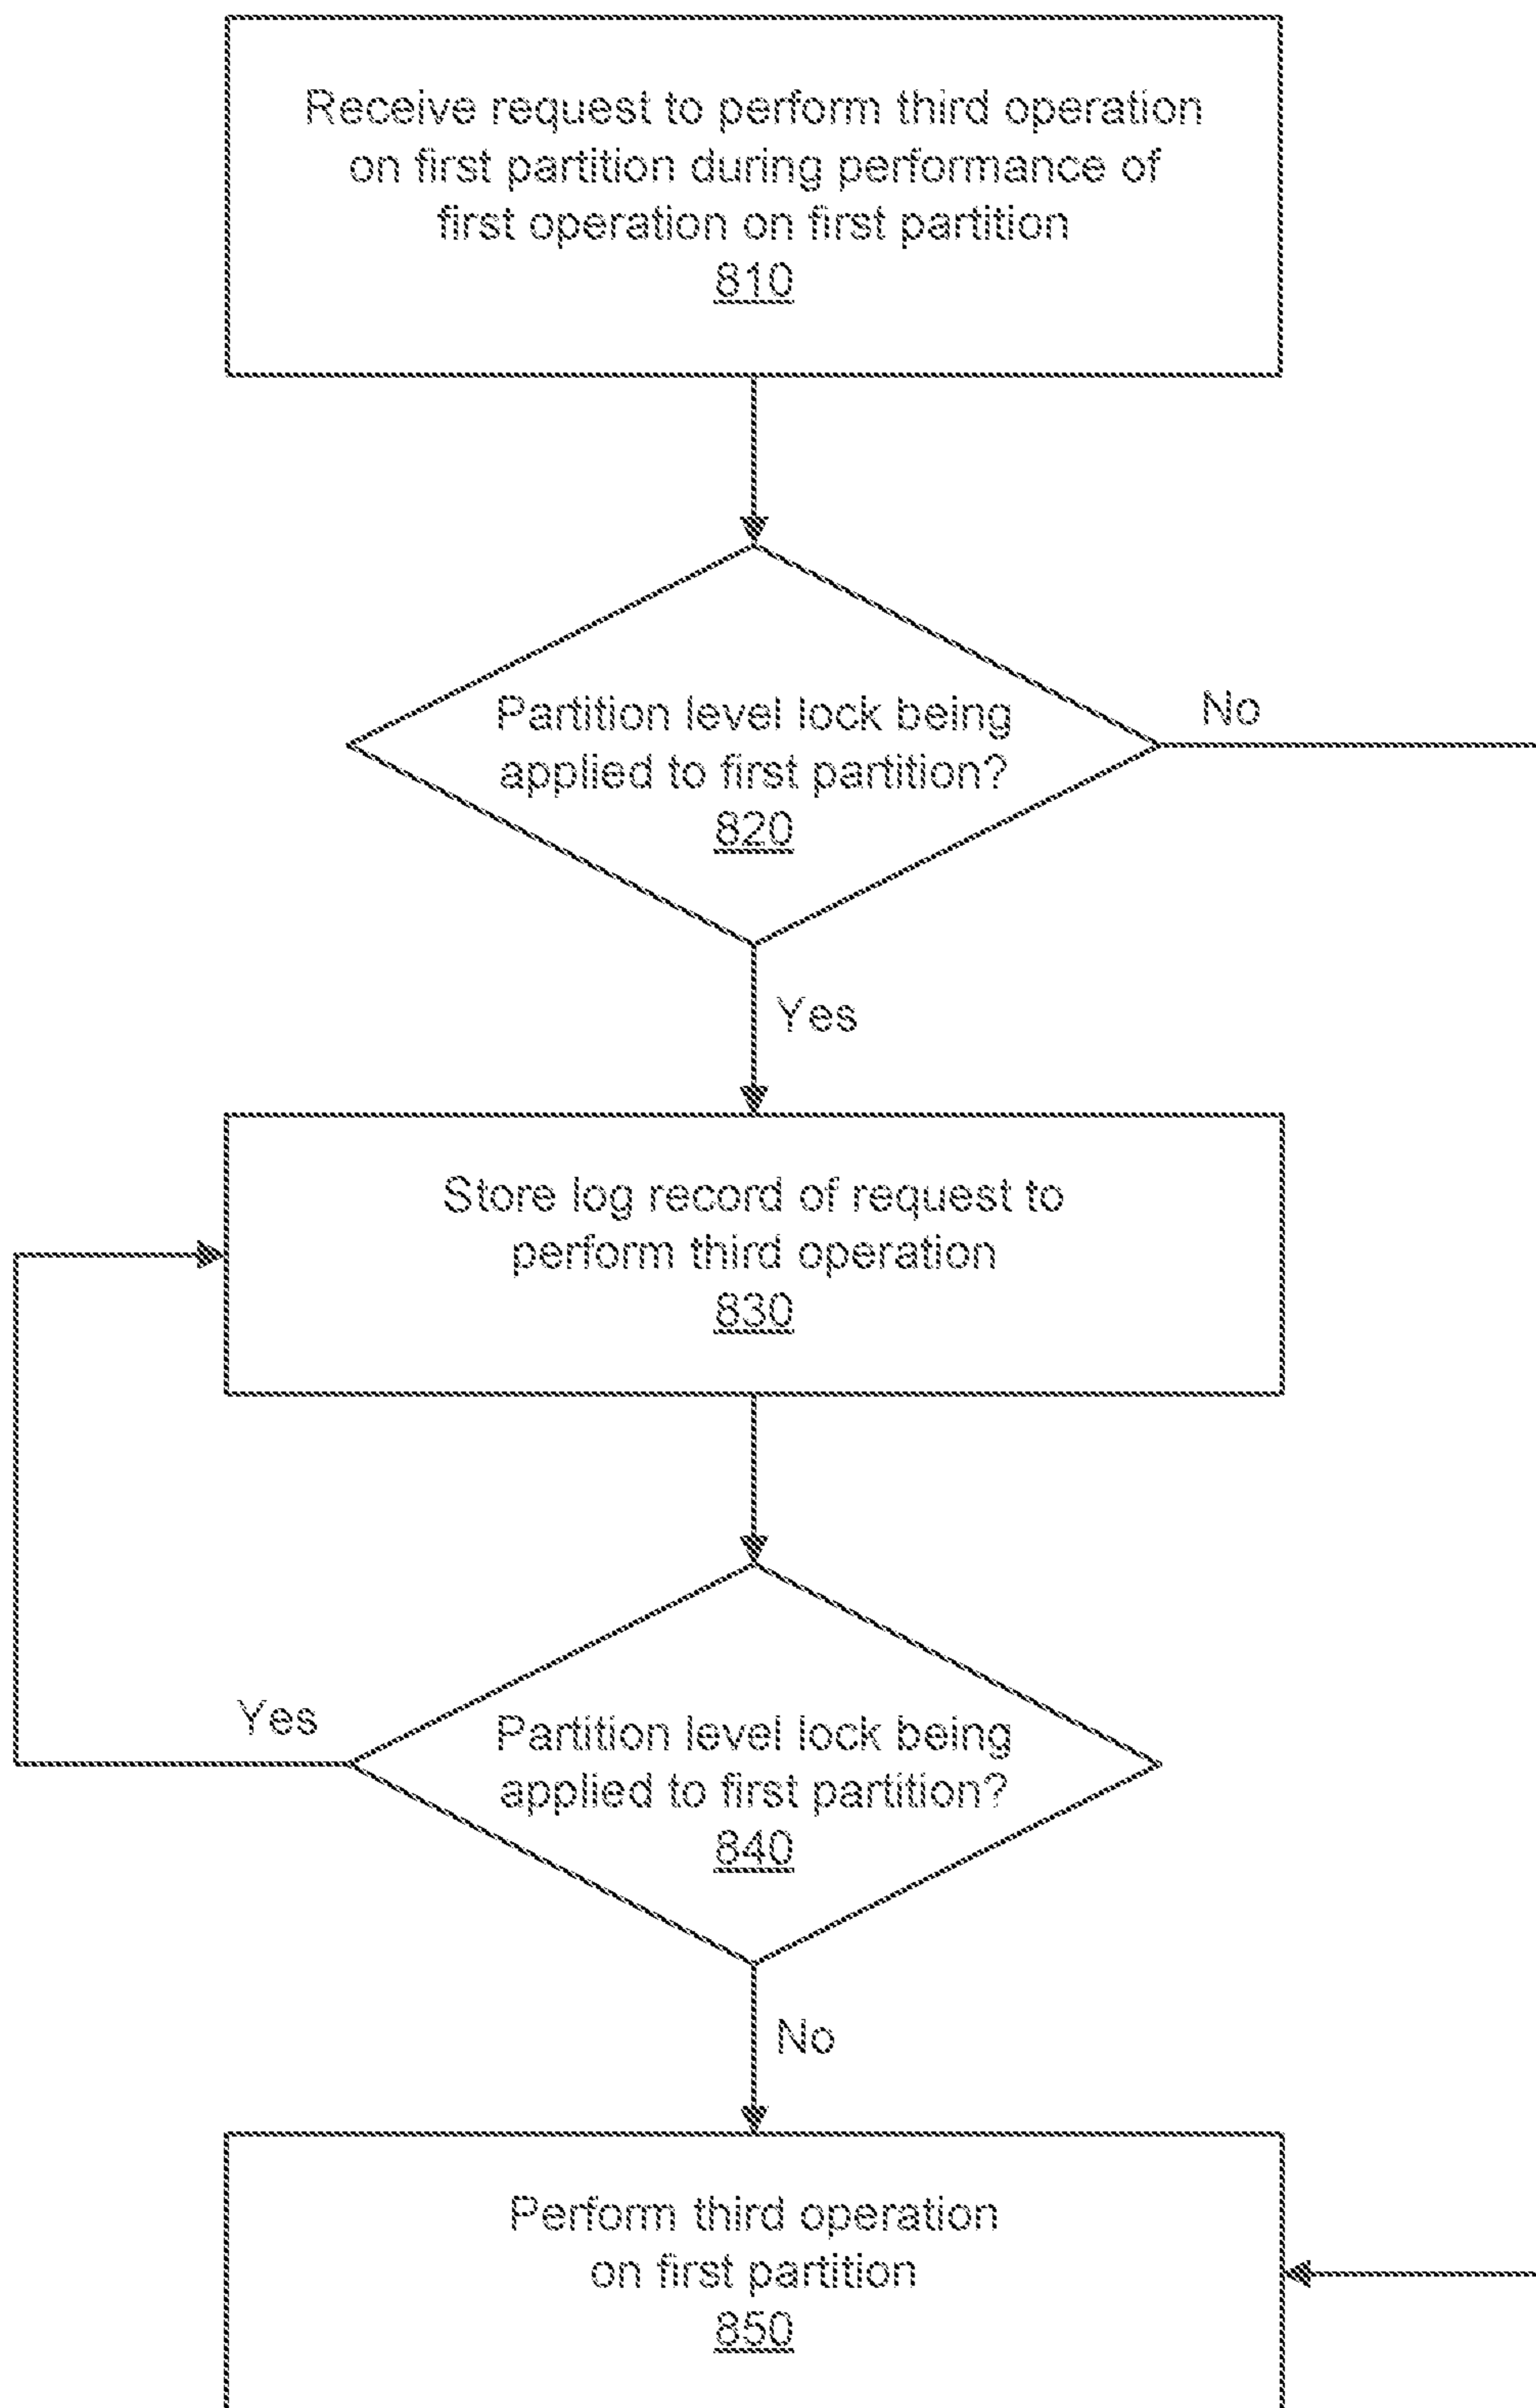 Receive request to perform third operation
on first partition during performance of
first operation on first partition
810
Partition level lock being
applied to first partition?
820
No
Yes
Store log record of request to
perform third operation
830
Yes
Partition level lock being
applied to first partition?
840
No
Perform third operation
on first partition
850